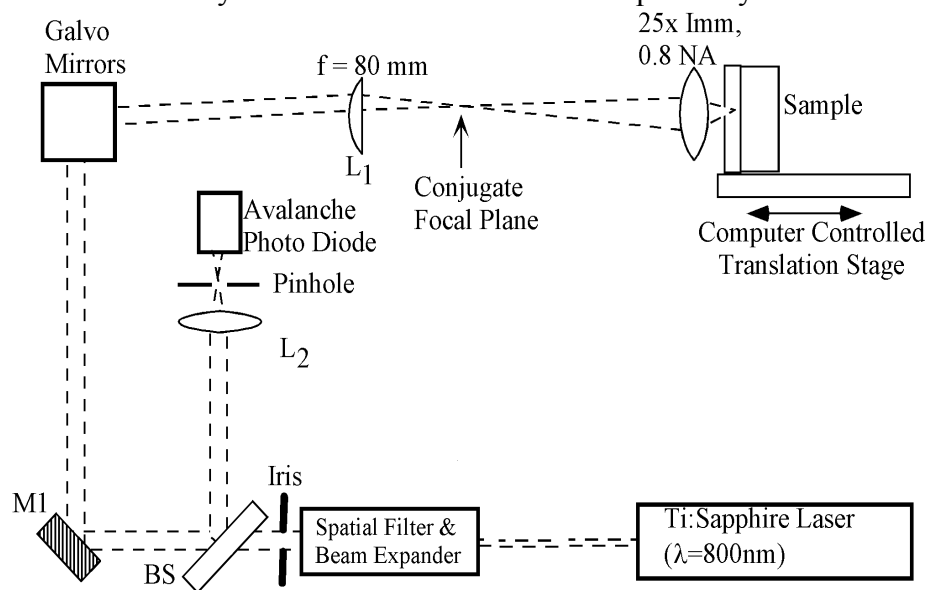 25x Imm,
0.8 NA
Galvo
Mirrors
f = 80 mm
Sample
L1
Conjugate
Focal Plane
Avalanche
Photo Diode
Computer Controlled
Translation Stage
Pinhole
L2
Iris
M1
Spatial Filter &
Beam Expander
Ti:Sapphire Laser
(λ=800nm)
BS